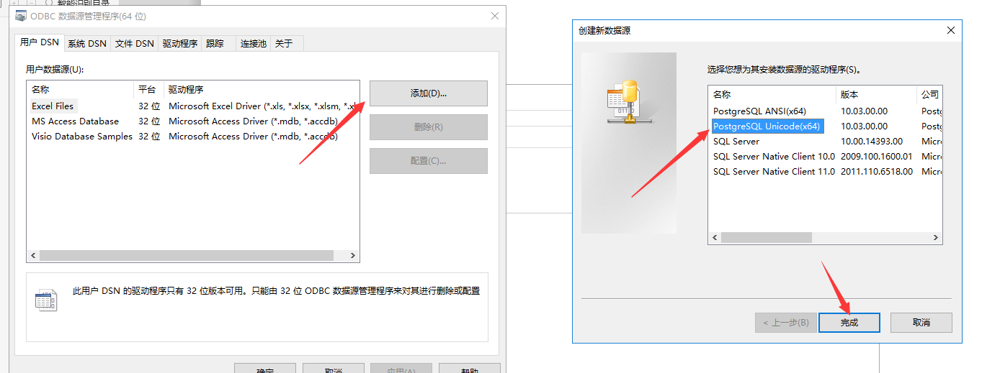 智能识别目录
ODBC 数据源管理程序(64 位)
用户 DSN 系统 DSN 文件 DSN 驱动程序 跟踪 连接池 关于
用户数据源(U):
名称 平台 驱动程序
Excel Files 32 位 Microsoft Excel Driver (*.xls, *.xlsx, *.xlsm, *.xl
MS Access Database 32 位 Microsoft Access Driver (*.mdb, *.accdb)
Visio Database Samples 32 位 Microsoft Access Driver (*.mdb, *.accdb)
添加(D)...
删除(R)
配置(C)...
此用户 DSN 的驱动程序只有 32 位版本可用。只能由 32 位 ODBC 数据源管理程序来对其进行删除或配置
确定 取消 应用(A) 帮助
创建新数据源
选择您想为其安装数据源的驱动程序(S)。
名称 版本 公司
PostgreSQL ANSI(x64) 10.03.00.00 Postg
PostgreSQL Unicode(x64) 10.03.00.00 Postg
SQL Server 10.00.14393.00 Micro
SQL Server Native Client 10.0 2009.100.1600.01 Micro
SQL Server Native Client 11.0 2011.110.6518.00 Micro
< 上一步(B) 完成 取消